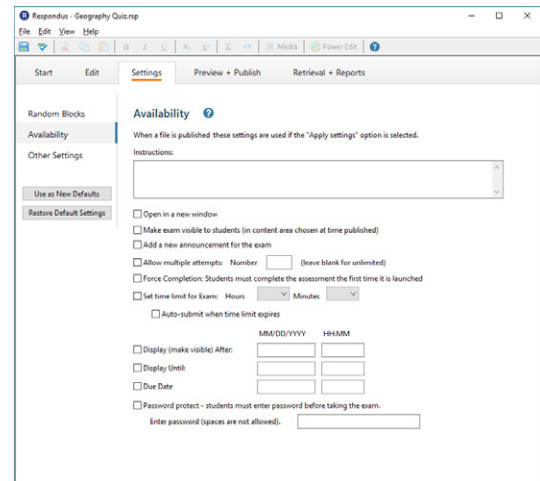 Respondus - Geography Quiz.rsp
File Edit View Help
B I U X₂ x² Σ Media Power Edit ?
Start Edit Settings Preview + Publish Retrieval + Reports
Random Blocks
Availability
Other Settings
Use as New Defaults
Restore Default Settings
Availability ?
When a file is published these settings are used if the "Apply settings" option is selected.
Instructions:
Open in a new window
Make exam visible to students (in content area chosen at time published)
Add a new announcement for the exam
Allow multiple attempts: Number (leave blank for unlimited)
Force Completion: Students must complete the assessment the first time it is launched
Set time limit for Exam: Hours Minutes
Auto-submit when time limit expires
MM/DD/YYYY HH:MM
Display (make visible) After:
Display Until:
Due Date
Password protect - students must enter password before taking the exam.
Enter password (spaces are not allowed).